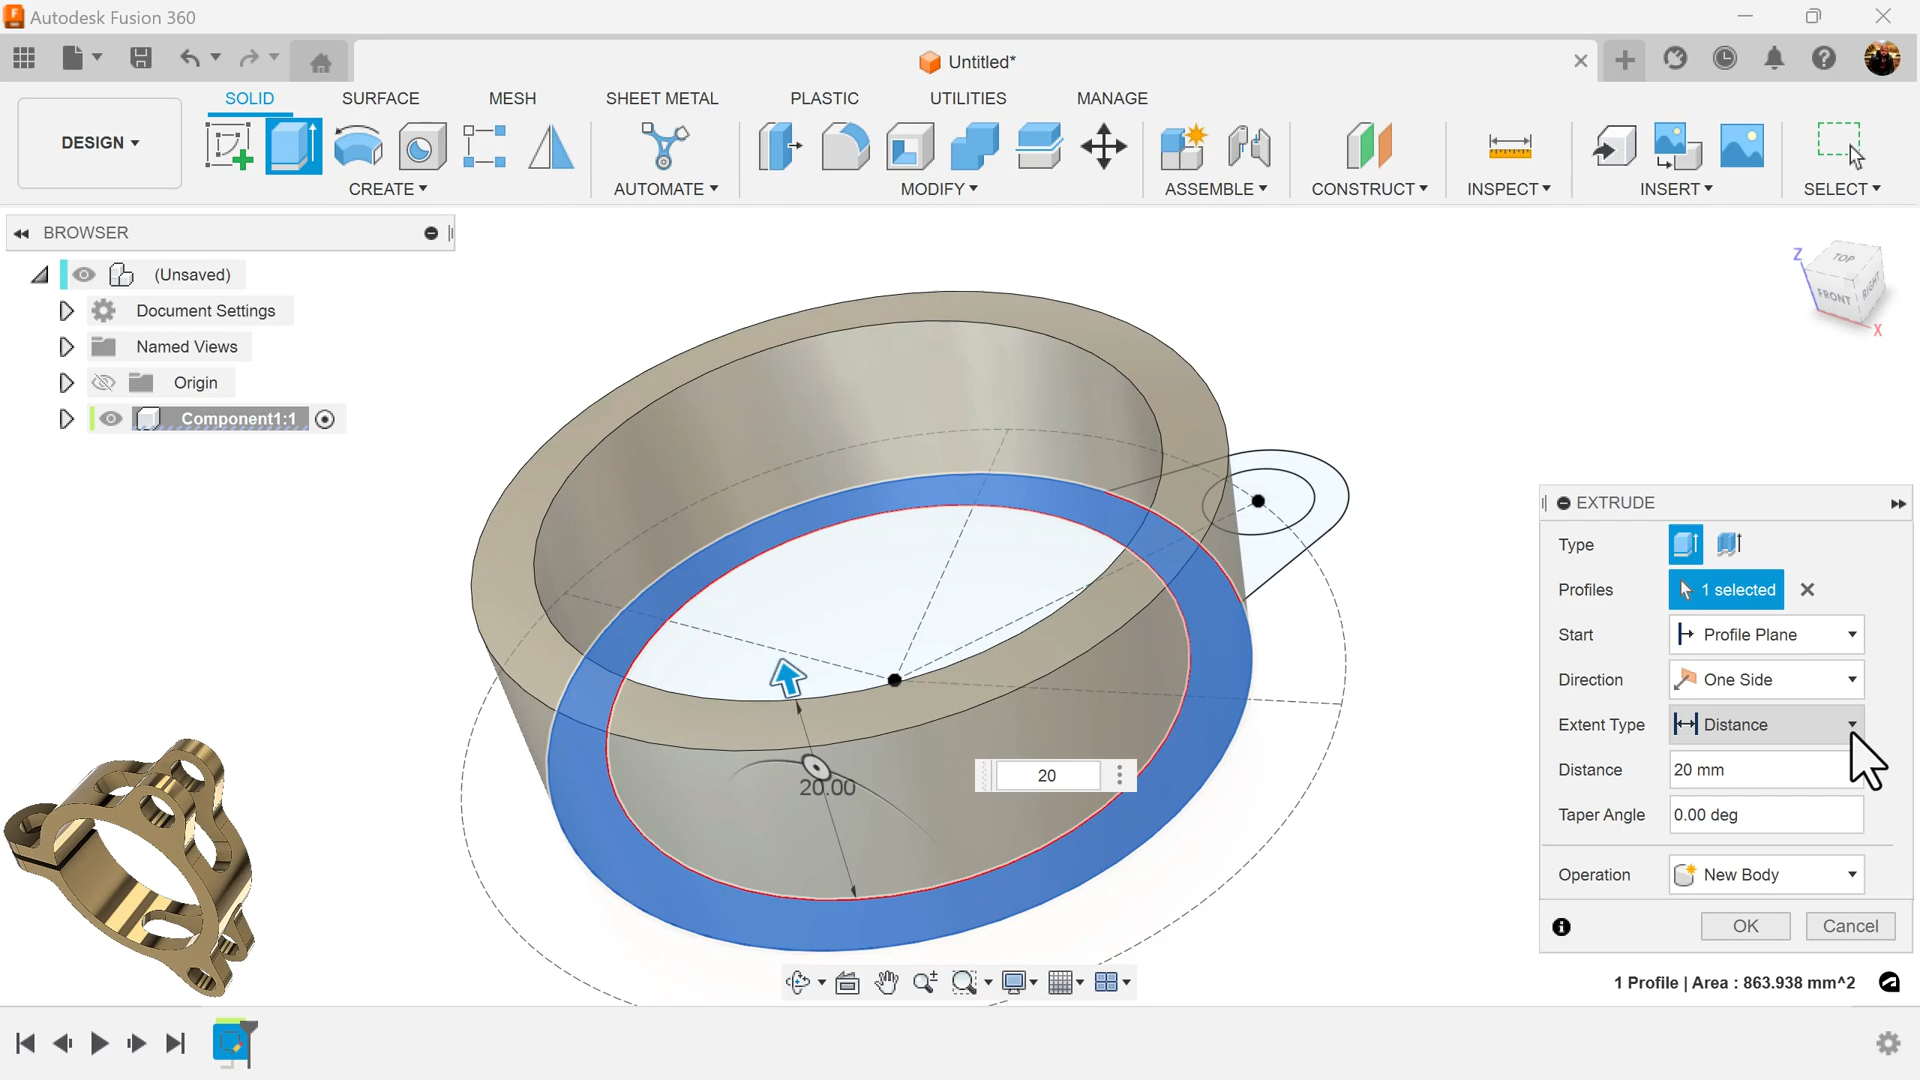 Autodesk Fusion 360
Untitled*
SOLID SURFACE MESH SHEET METAL PLASTIC UTILITIES MANAGE
DESIGN
CREATE AUTOMATE MODIFY ASSEMBLE CONSTRUCT INSPECT INSERT SELECT
BROWSER
(Unsaved)
Document Settings
Named Views
Origin
Component1:1
Z
TOP
FRONT
RIGHT
X
20.00
20
EXTRUDE
Type
Profiles 1 selected
Start Profile Plane
Direction One Side
Extent Type Distance
Distance 20 mm
Taper Angle 0.00 deg
Operation New Body
OK Cancel
1 Profile | Area : 863.938 mm^2